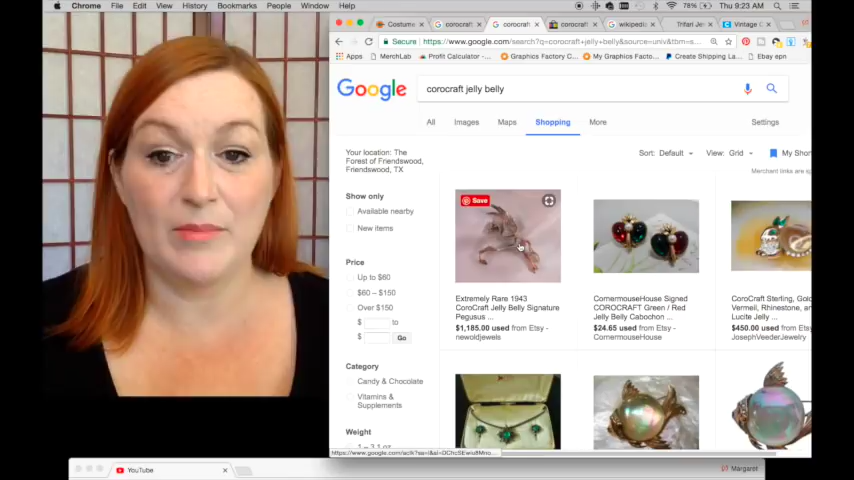 Chrome File Edit View History Bookmarks People Window Help 78% Thu 9:23 AM
Costume corocraft corocraft corocraft wikipedia Trifari Je Vintage C
Secure https://www.google.com/search?q=corocraft+jelly+belly&source=univ&tbm=s...
Apps MerchLab Profit Calculator - ... Graphics Factory C... My Graphics Facto... Create Shipping La... Ebay epn
Google corocraft jelly belly
All Images Maps Shopping More Settings
Your location: The
Forest of Friendswood,
Friendswood, TX
Sort: Default View: Grid My Shor
Merchant links are s
Show only
Available nearby
New items
Price
Up to $60
$60 – $150
Over $150
$ to
$ Go
Category
Candy & Chocolate
Vitamins &
Supplements
Weight
1 – 3.1 oz
Save
Extremely Rare 1943
CoroCraft Jelly Belly Signature
Pegusus ...
$1,185.00 used from Etsy -
newoldjewels
CornermouseHouse Signed
COROCRAFT Green / Red
Jelly Belly Cabochon ...
$24.65 used from Etsy -
CornermouseHouse
CoroCraft Sterling, Gold
Vermeil, Rhinestone, an
Lucite Jelly ...
$450.00 used from Etsy
JosephVeederJewelry
YouTube Margaret